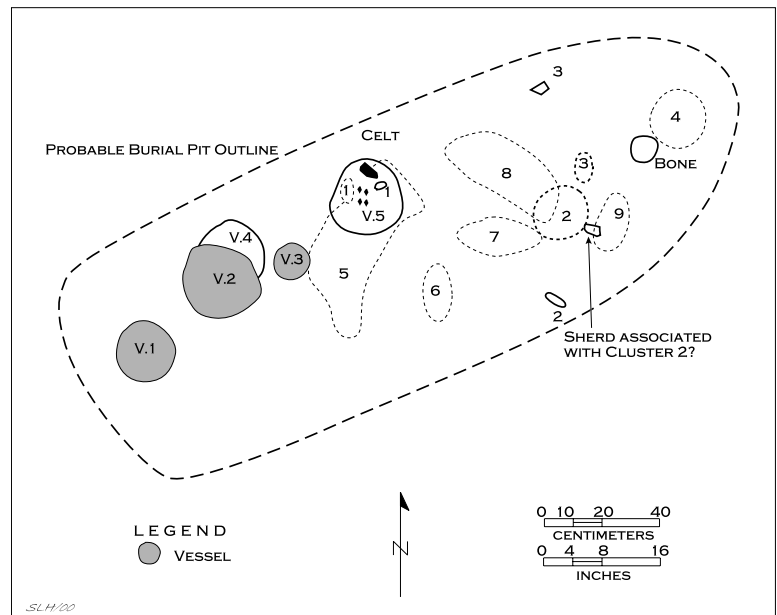 3
4
CELT
PROBABLE BURIAL PIT OUTLINE
BONE
8
3
1
1
V.5
2
9
V.4
7
V.3
V.2
5
6
2
SHERD ASSOCIATED
WITH CLUSTER 2?
V.1
LEGEND
VESSEL
N
0 10 20 40
CENTIMETERS
0 4 8 16
INCHES
SLH/00